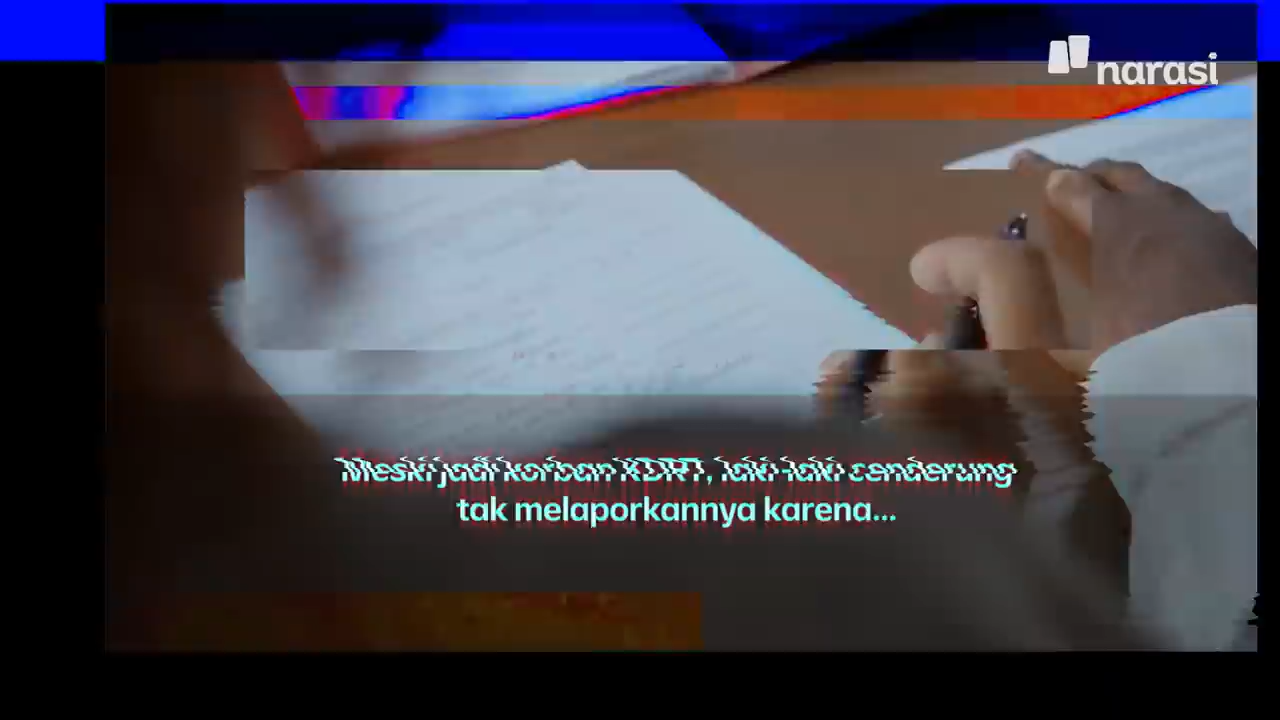 narasi
Meski jadi korban KDRT, laki-laki cenderung
tak melaporkannya karena...